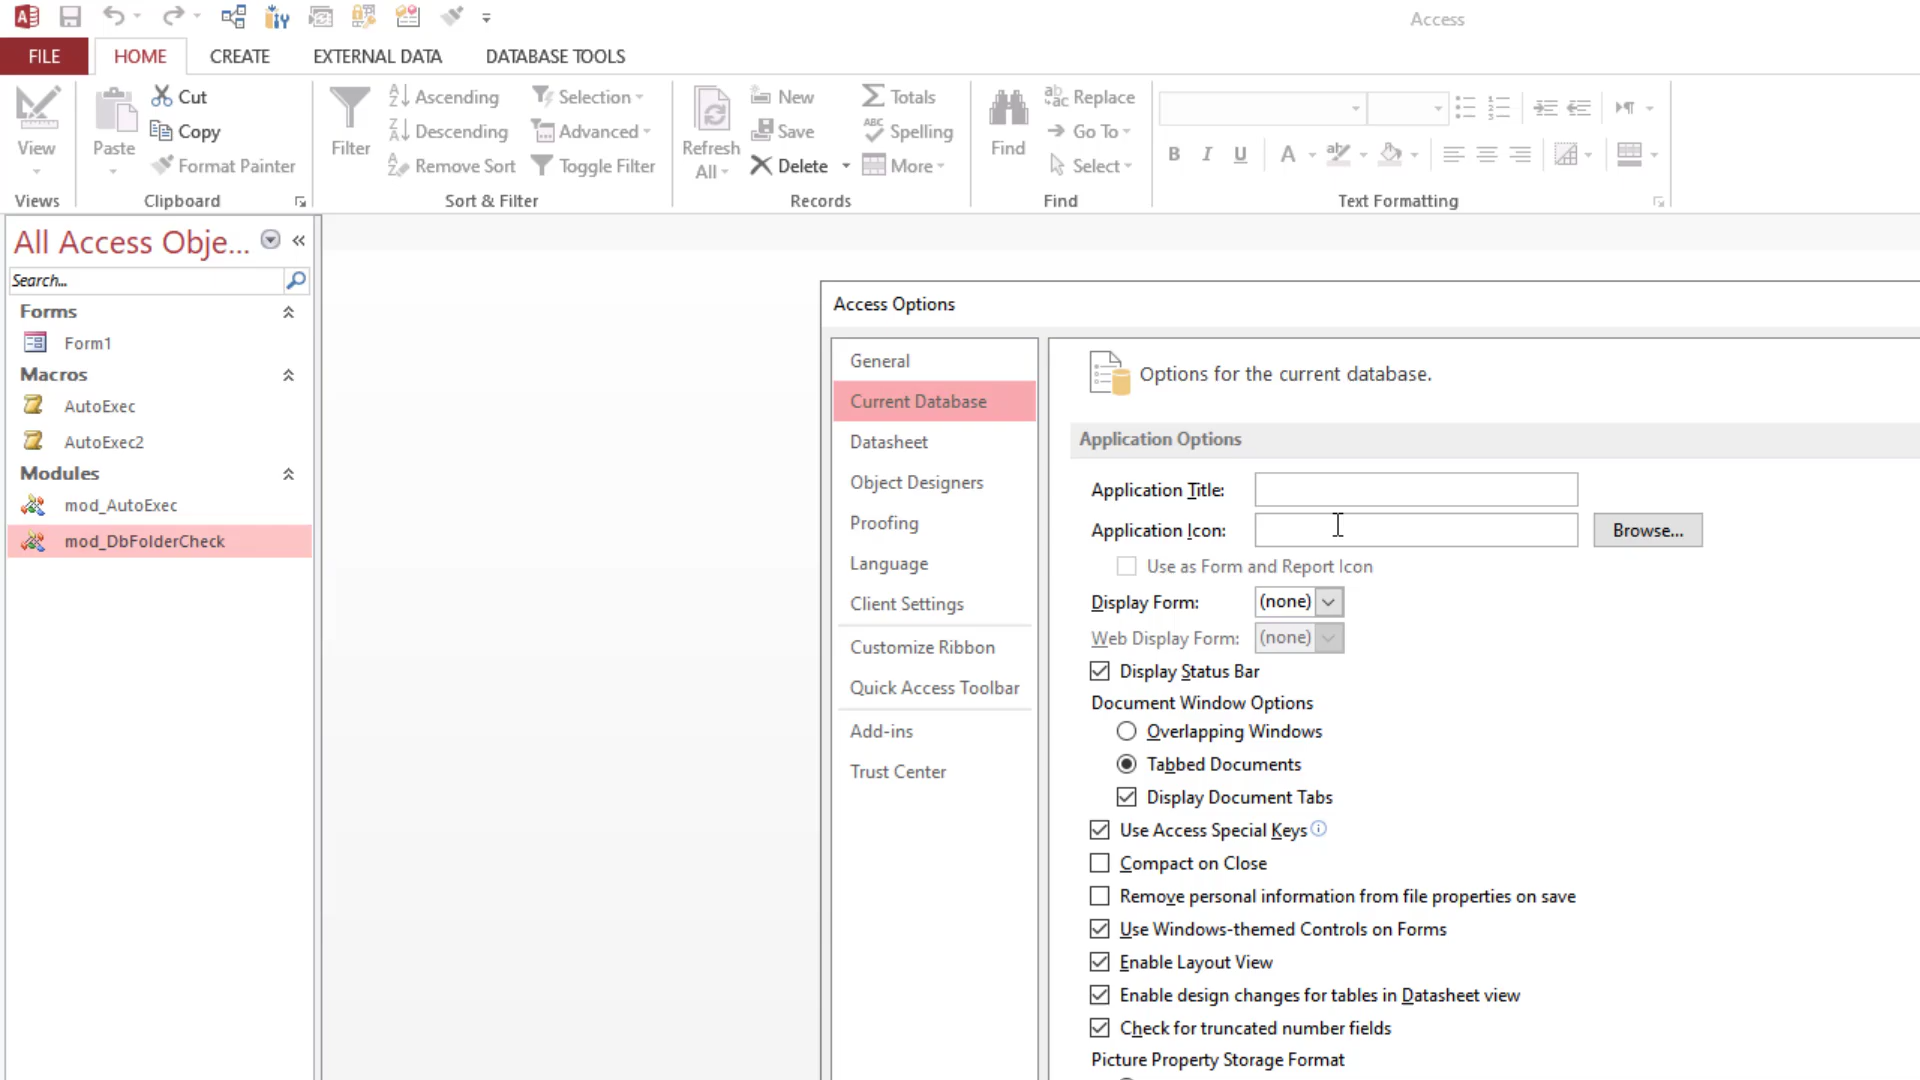 Access
FILE HOME CREATE EXTERNAL DATA DATABASE TOOLS
View
Views
Paste
Cut
Copy
Format Painter
Clipboard
Filter
Ascending
Descending
Remove Sort
Selection
Advanced
Toggle Filter
Sort & Filter
Refresh All
New
Save
Delete
Totals
Spelling
More
Records
Find
Replace
Go To
Select
Find
B I U A
Text Formatting
All Access Obje...
Search...
Forms
Form1
Macros
AutoExec
AutoExec2
Modules
mod_AutoExec
mod_DbFolderCheck
Access Options
General
Current Database
Datasheet
Object Designers
Proofing
Language
Client Settings
Customize Ribbon
Quick Access Toolbar
Add-ins
Trust Center
Options for the current database.
Application Options
Application Title:
Application Icon: Browse...
Use as Form and Report Icon
Display Form: (none)
Web Display Form: (none)
Display Status Bar
Document Window Options
Overlapping Windows
Tabbed Documents
Display Document Tabs
Use Access Special Keys
Compact on Close
Remove personal information from file properties on save
Use Windows-themed Controls on Forms
Enable Layout View
Enable design changes for tables in Datasheet view
Check for truncated number fields
Picture Property Storage Format